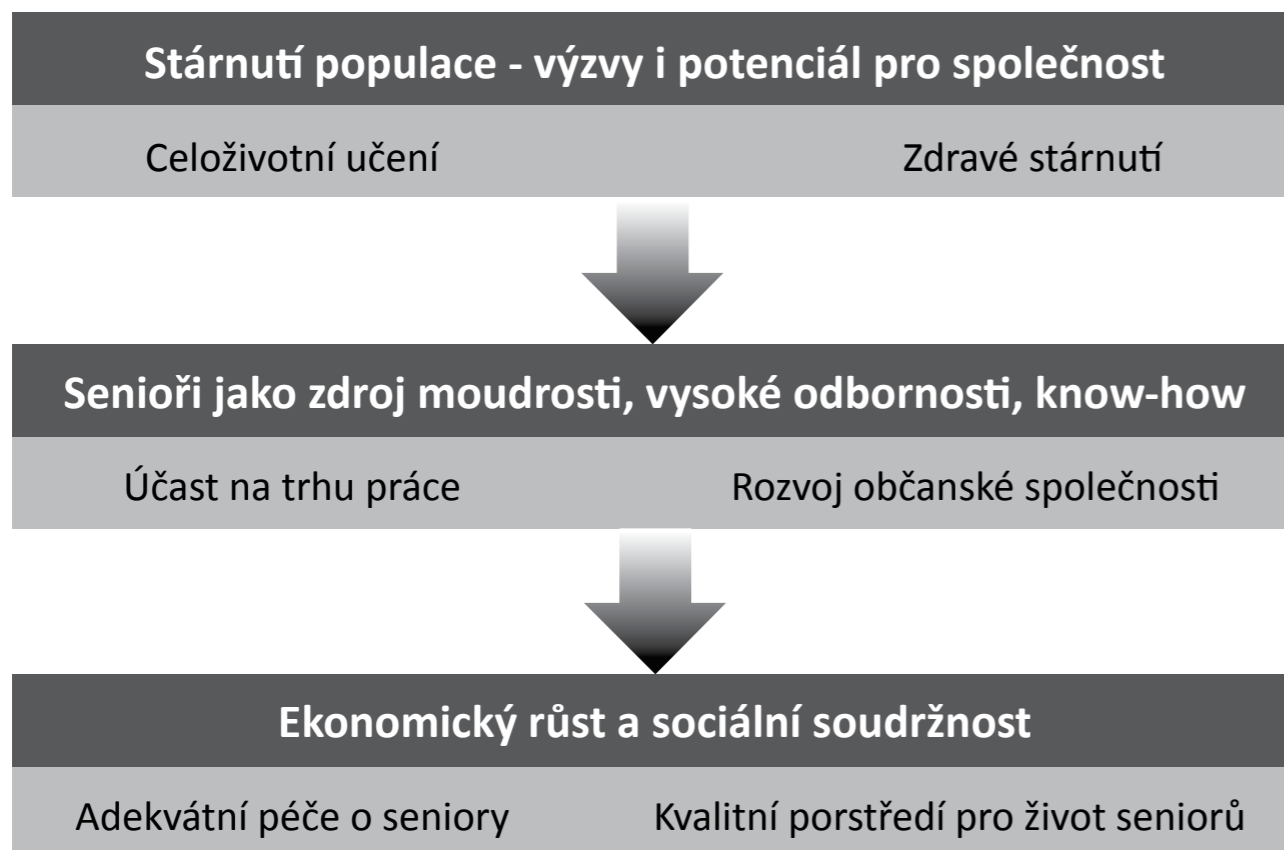 Stárnutí populace - výzvy i potenciál pro společnost
Celoživotní učení Zdravé stárnutí
Senioři jako zdroj moudrosti, vysoké odbornosti, know-how
Účast na trhu práce Rozvoj občanské společnosti
Ekonomický růst a sociální soudržnost
Adekvátní péče o seniory Kvalitní porstředí pro život seniorů